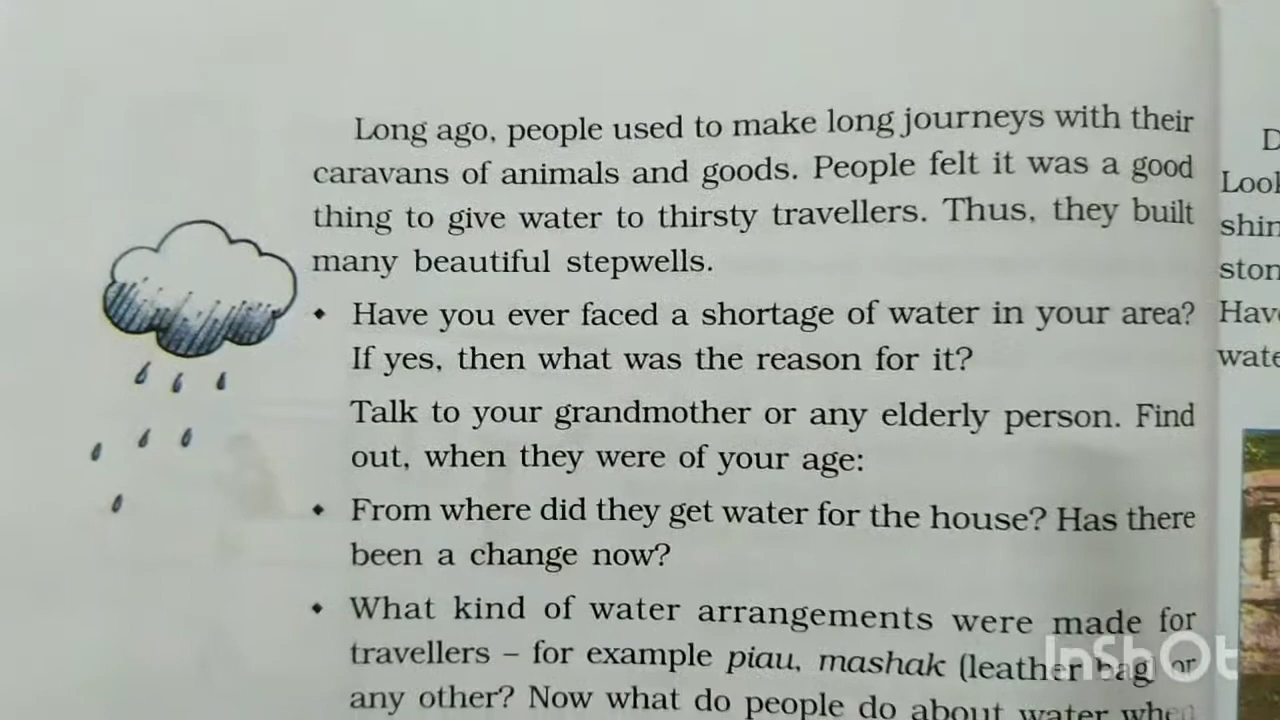 Long ago, people used to make long journeys with their
caravans of animals and goods. People felt it was a good
thing to give water to thirsty travellers. Thus, they built
many beautiful stepwells.
• Have you ever faced a shortage of water in your area?
If yes, then what was the reason for it?
Talk to your grandmother or any elderly person. Find
out, when they were of your age:
• From where did they get water for the house? Has there
been a change now?
• What kind of water arrangements were made for
travellers – for example piau, mashak (leather bag) or
any other? Now what do people do about water when
InShOt